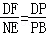 DF/NE = DP/PB